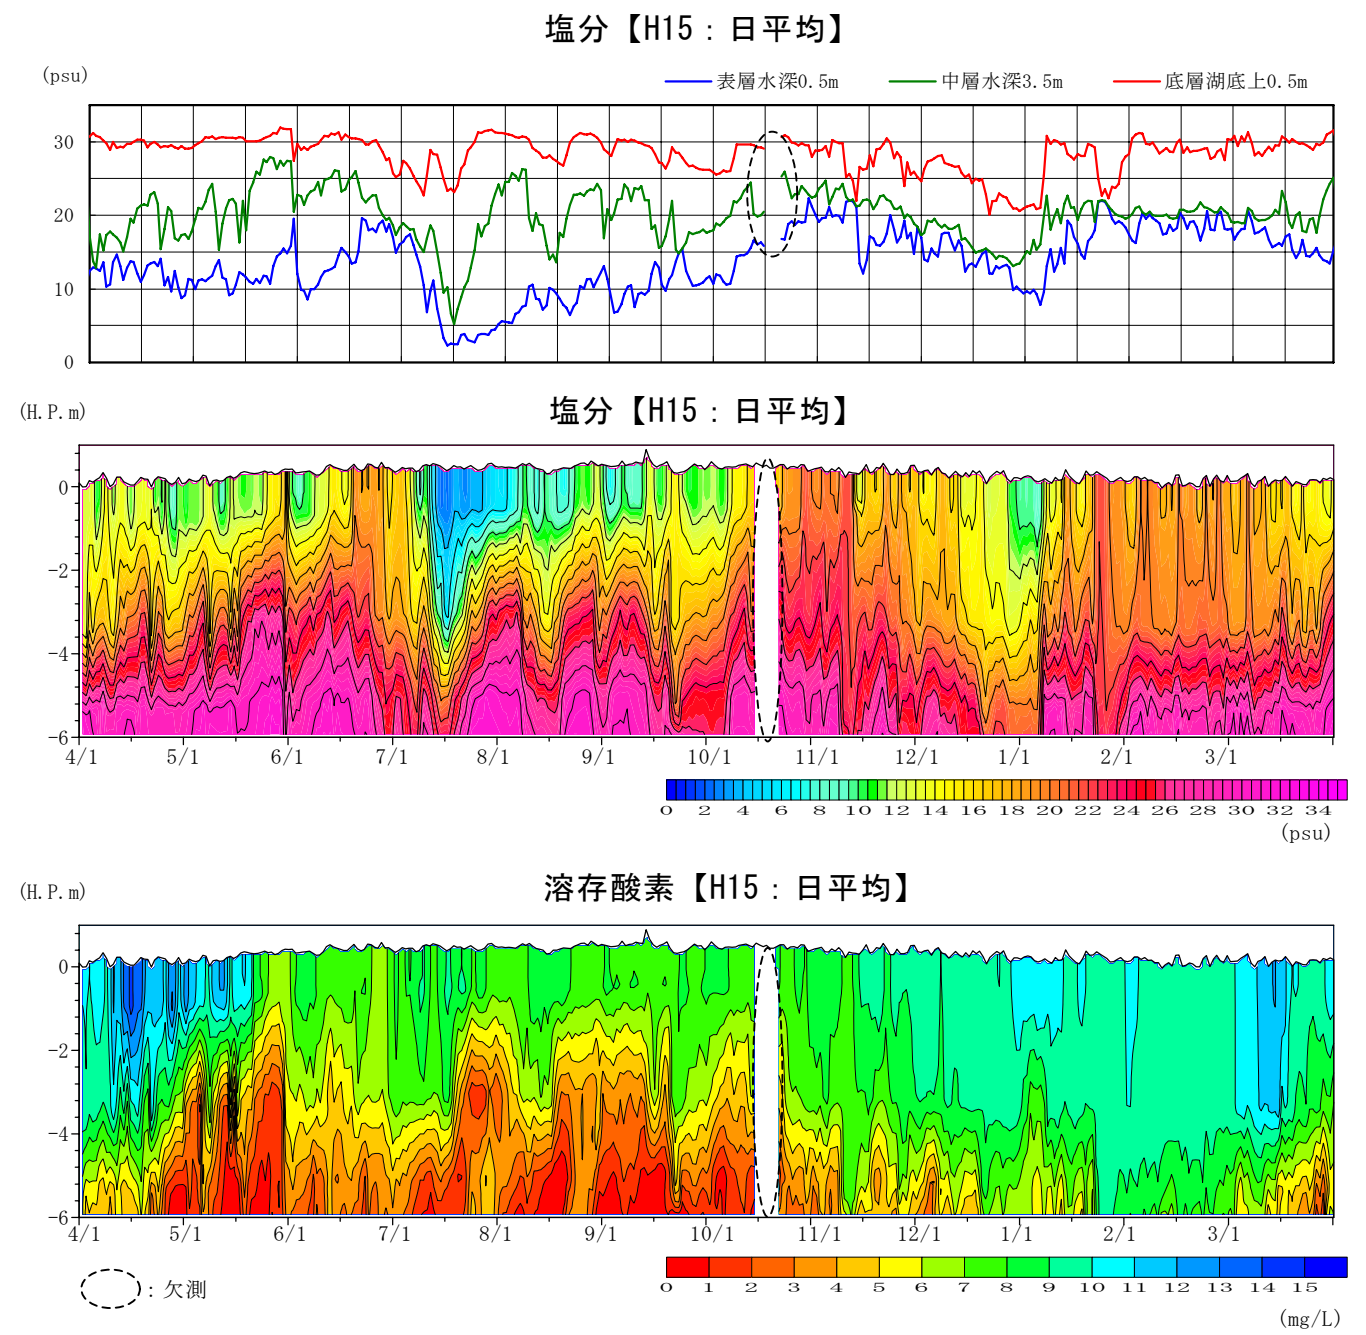 塩分【H15：日平均】
(psu)
表層水深0.5m 中層水深3.5m 底層湖底上0.5m
30
20
10
0
(H.P.m) 塩分【H15：日平均】
0
−2
−4
−6
4/1 5/1 6/1 7/1 8/1 9/1 10/1 11/1 12/1 1/1 2/1 3/1
0 2 4 6 8 10 12 14 16 18 20 22 24 26 28 30 32 34
(psu)
(H.P.m) 溶存酸素【H15：日平均】
0
−2
−4
−6
4/1 5/1 6/1 7/1 8/1 9/1 10/1 11/1 12/1 1/1 2/1 3/1
：欠測
0 1 2 3 4 5 6 7 8 9 10 11 12 13 14 15
(mg/L)